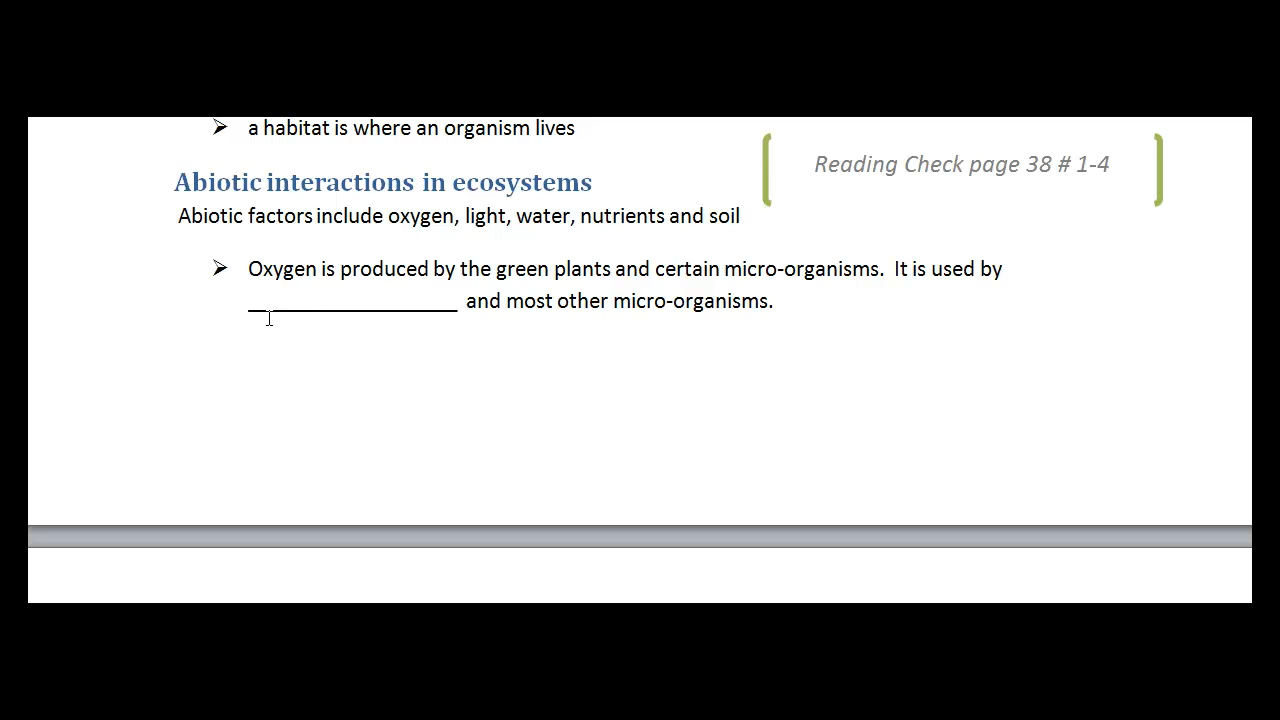 a habitat is where an organism lives
Reading Check page 38 # 1-4
Abiotic interactions in ecosystems
Abiotic factors include oxygen, light, water, nutrients and soil
Oxygen is produced by the green plants and certain micro-organisms. It is used by
___________________ and most other micro-organisms.